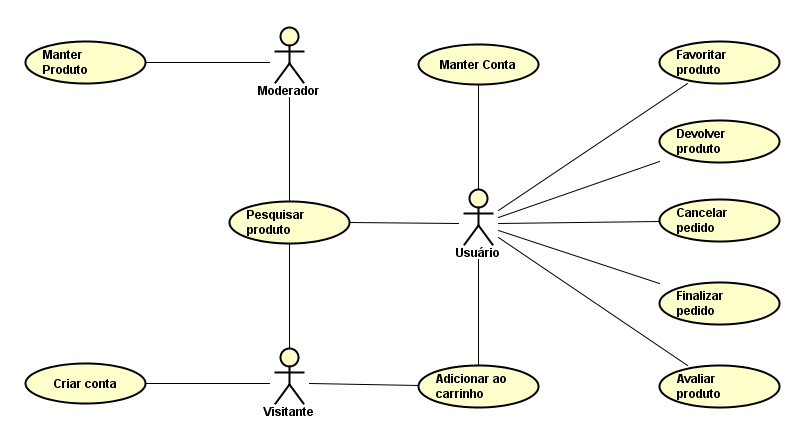 Manter
Produto
Moderador
Manter Conta
Favoritar
produto
Devolver
produto
Pesquisar
produto
Usuário
Cancelar
pedido
Finalizar
pedido
Criar conta
Visitante
Adicionar ao
carrinho
Avaliar
produto